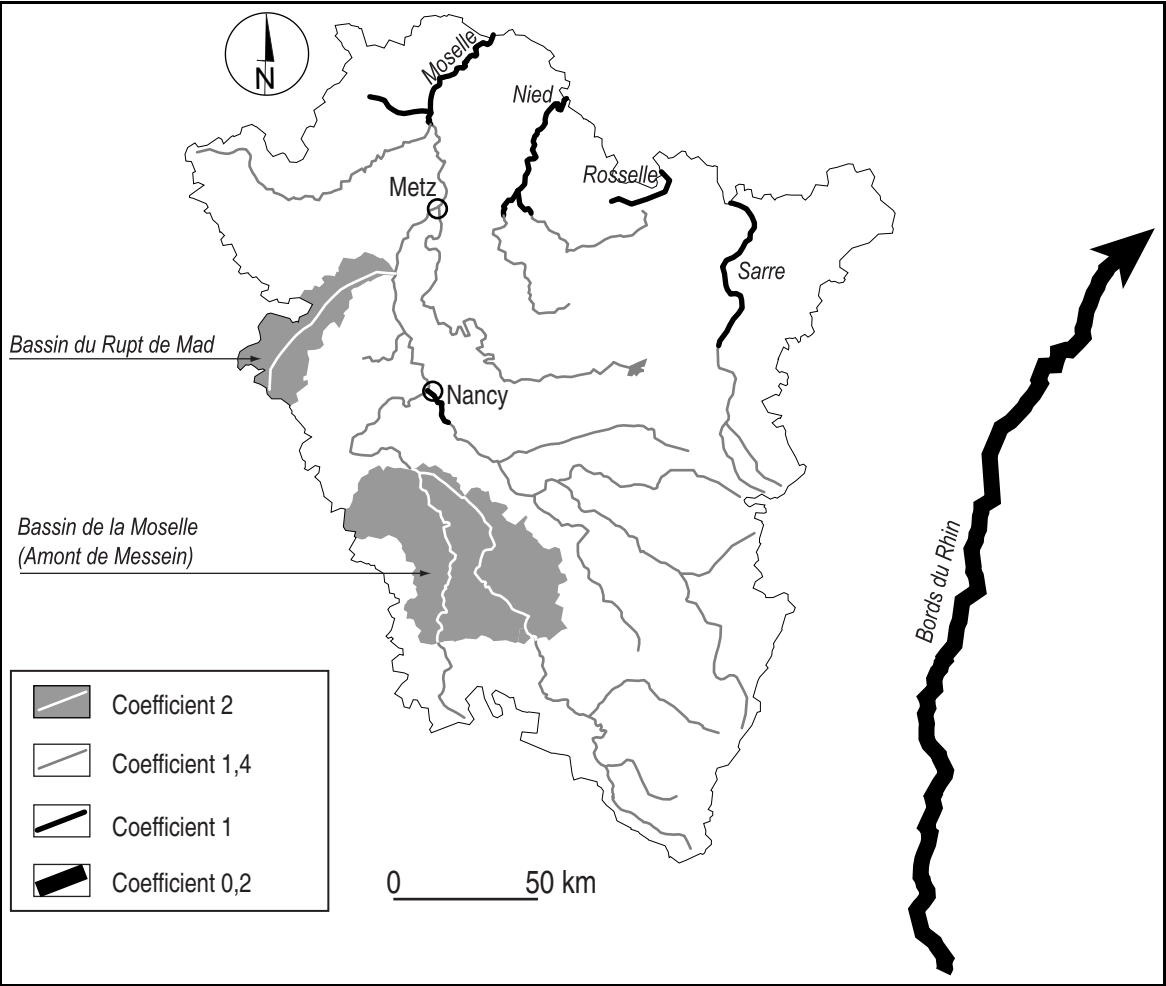 N
Moselle
Nied
Rosselle
Metz
Sarre
Bassin du Rupt de Mad
Nancy
Bassin de la Moselle
(Amont de Messein)
Bords du Rhin
Coefficient 2
Coefficient 1,4
Coefficient 1
Coefficient 0,2
0 50 km